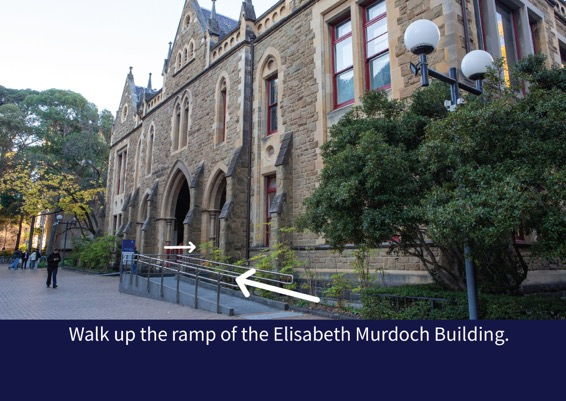 Walk up the ramp of the Elisabeth Murdoch Building.